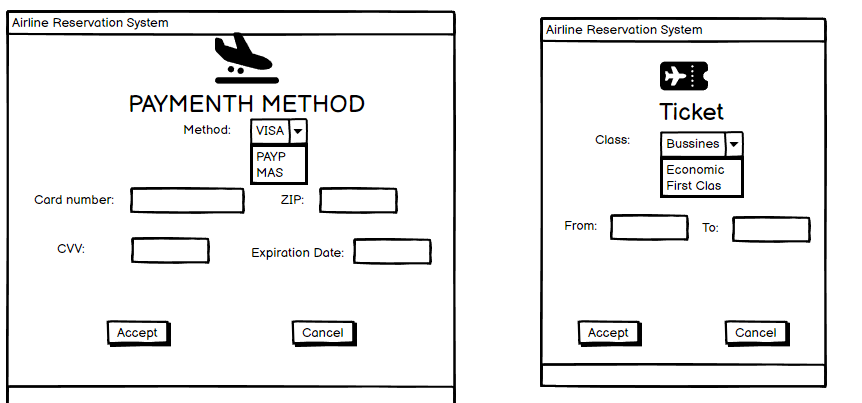 Airline Reservation System
PAYMENTH METHOD
Method: VISA
PAYP
MAS
Card number: ZIP:
CVV: Expiration Date:
Accept Cancel
Airline Reservation System
Ticket
Class: Bussines
Economic
First Clas
From: To:
Accept Cancel